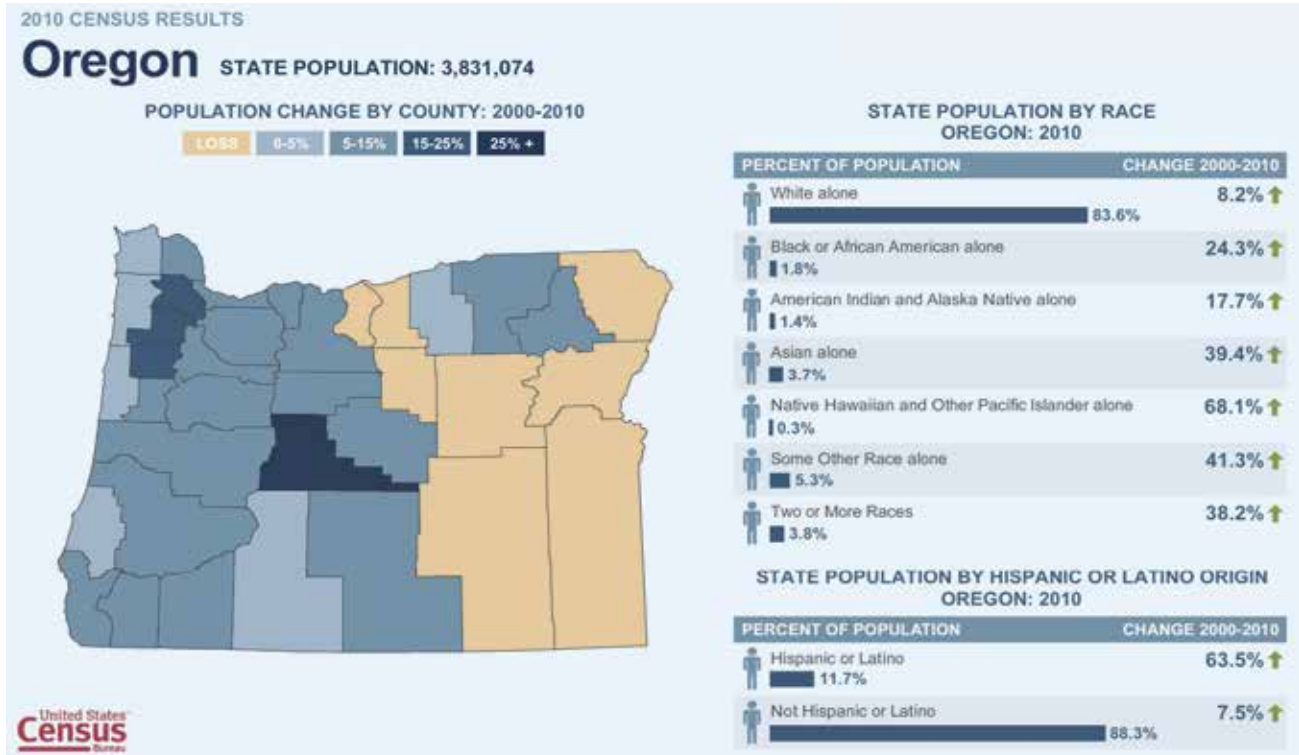 2010 CENSUS RESULTS
Oregon STATE POPULATION: 3,831,074
POPULATION CHANGE BY COUNTY: 2000-2010
LOSS 0-5% 5-15% 15-25% 25% +
STATE POPULATION BY RACE
OREGON: 2010
PERCENT OF POPULATION CHANGE 2000-2010
White alone 8.2%
83.6%
Black or African American alone 24.3%
1.8%
American Indian and Alaska Native alone 17.7%
1.4%
Asian alone 39.4%
3.7%
Native Hawaiian and Other Pacific Islander alone 68.1%
0.3%
Some Other Race alone 41.3%
5.3%
Two or More Races 38.2%
3.8%
STATE POPULATION BY HISPANIC OR LATINO ORIGIN
OREGON: 2010
PERCENT OF POPULATION CHANGE 2000-2010
Hispanic or Latino 63.5%
11.7%
Not Hispanic or Latino 7.5%
88.3%
United States
Census
Bureau